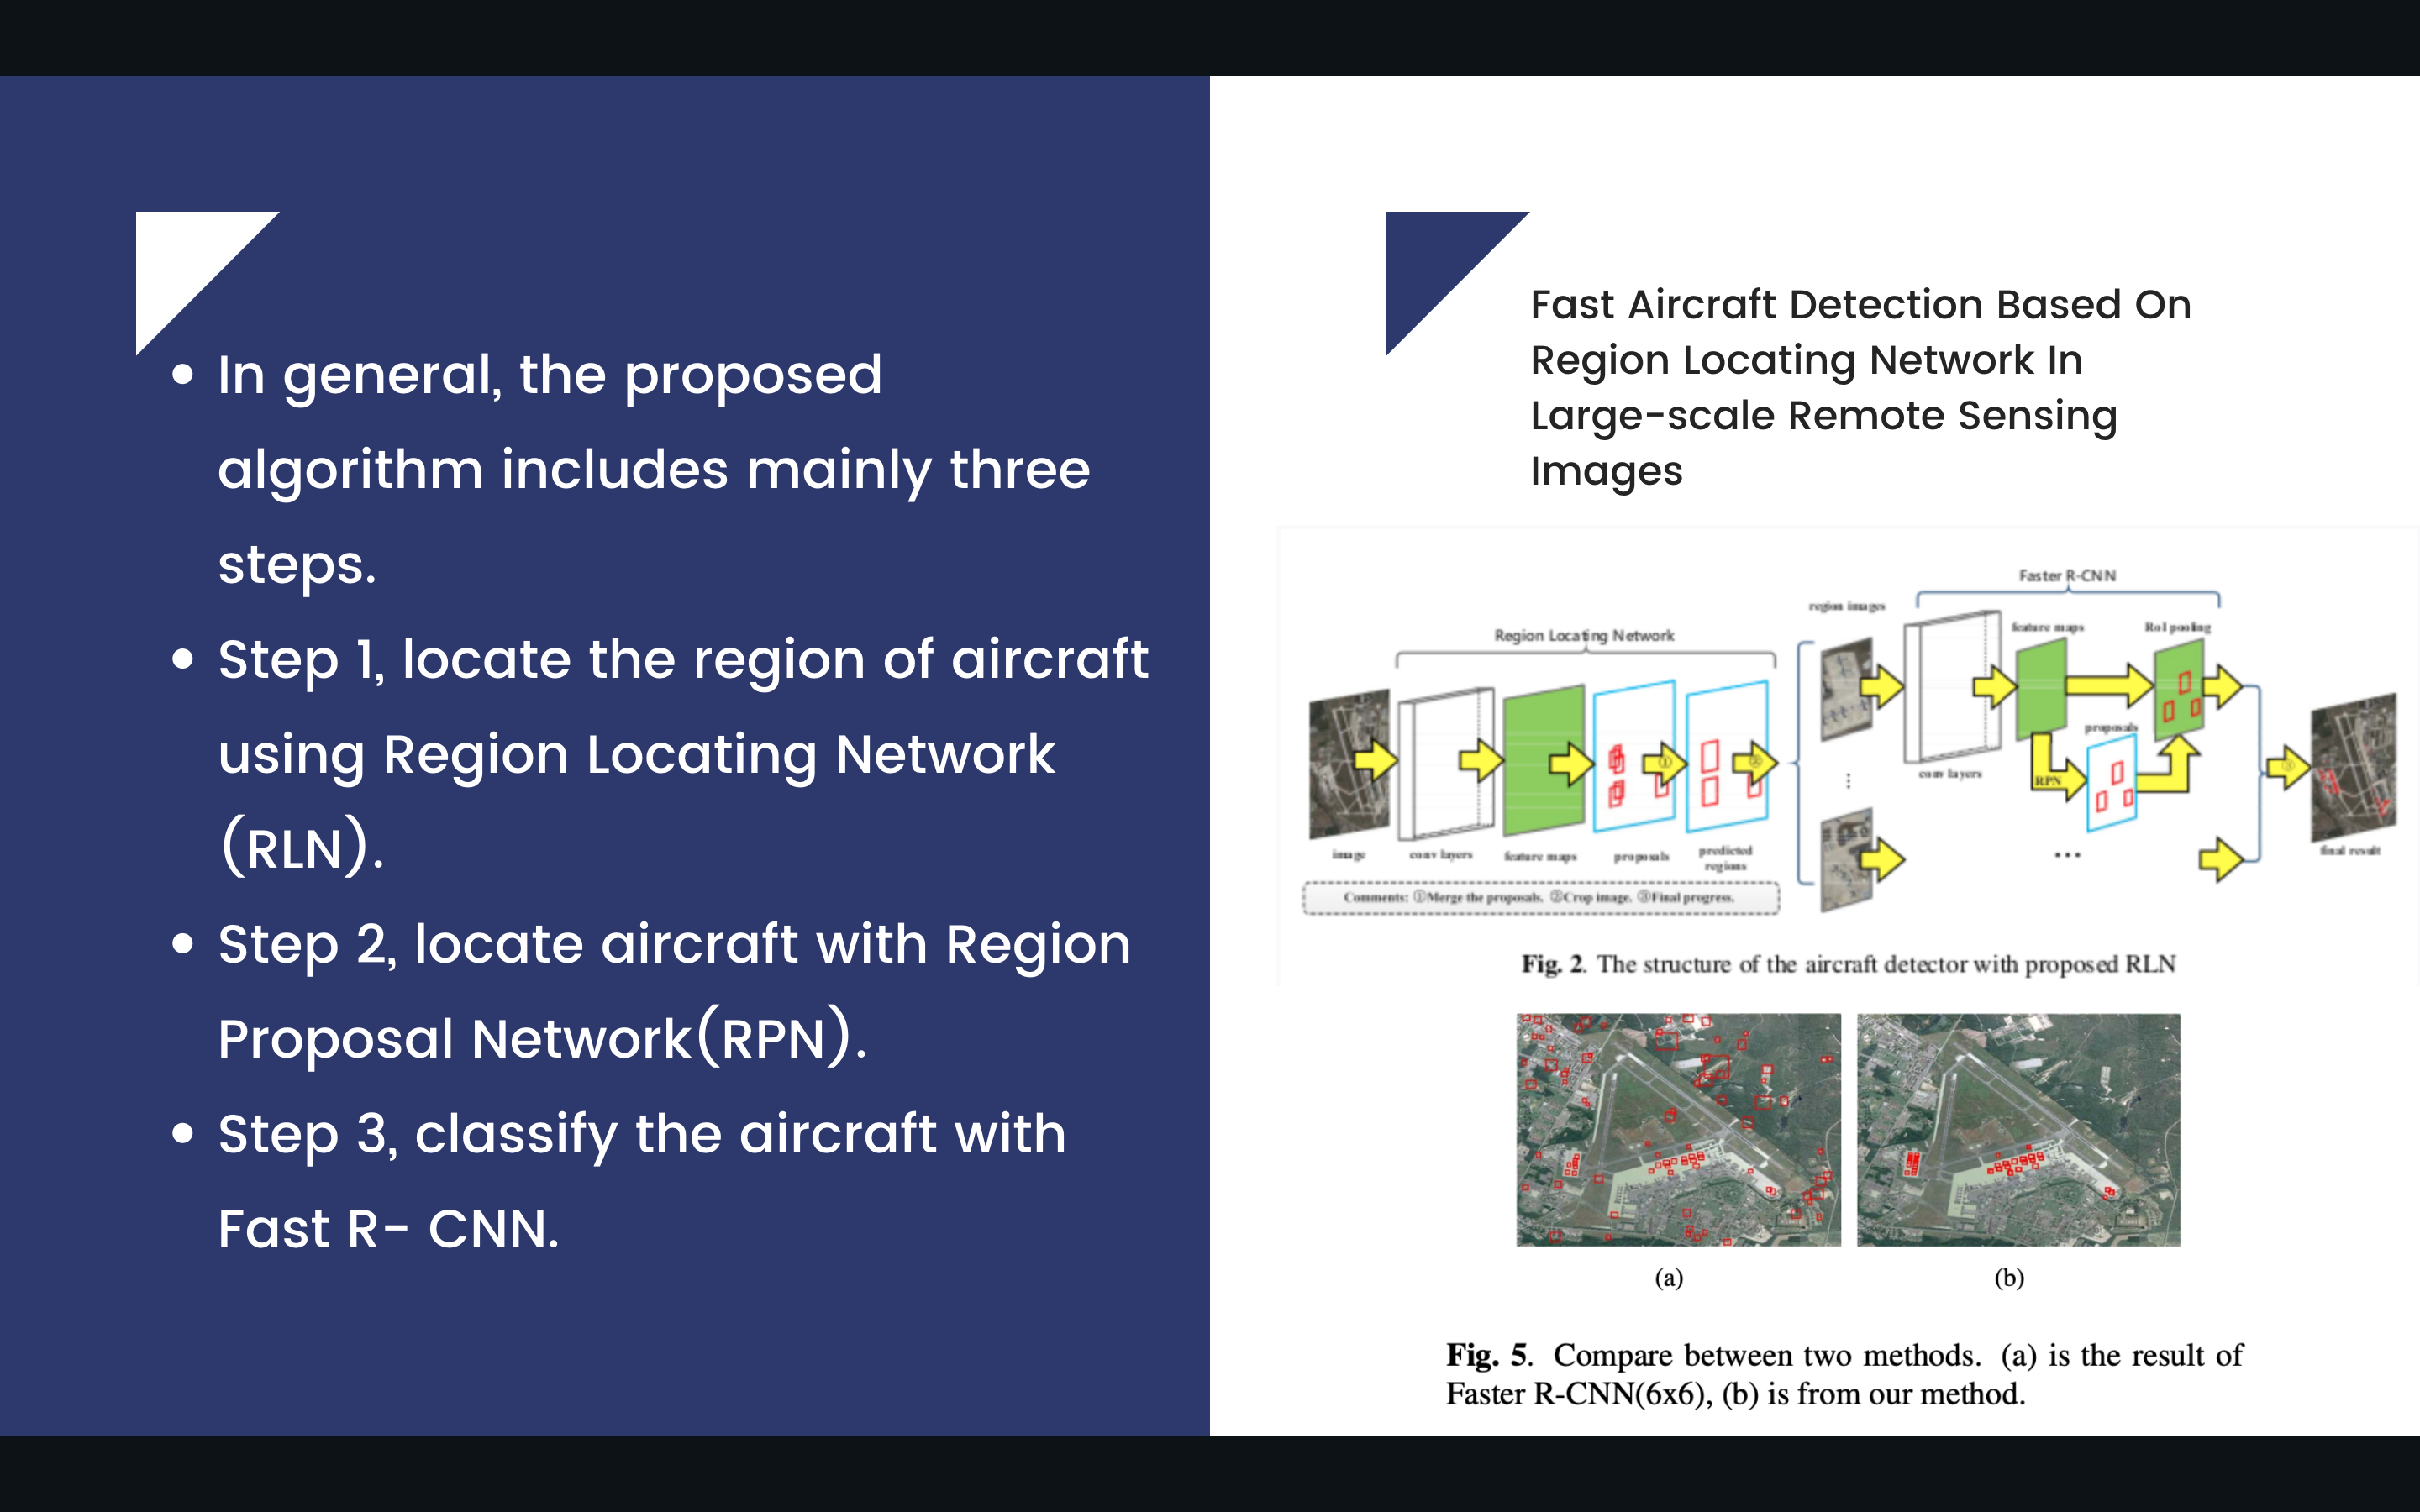 • In general, the proposed
algorithm includes mainly three
steps.
• Step 1, locate the region of aircraft
using Region Locating Network
(RLN).
• Step 2, locate aircraft with Region
Proposal Network(RPN).
• Step 3, classify the aircraft with
Fast R- CNN.
Fast Aircraft Detection Based On
Region Locating Network In
Large-scale Remote Sensing
Images
Region Locating Network
image
conv layers
feature maps
proposals
predicted
regions
①
②
Comments: ①Merge the proposals. ②Crop image. ③Final progress.
region images
Faster R-CNN
conv layers
feature maps
RoI pooling
proposals
RPN
③
final result
Fig. 2. The structure of the aircraft detector with proposed RLN
(a)
(b)
Fig. 5. Compare between two methods. (a) is the result of
Faster R-CNN(6x6), (b) is from our method.